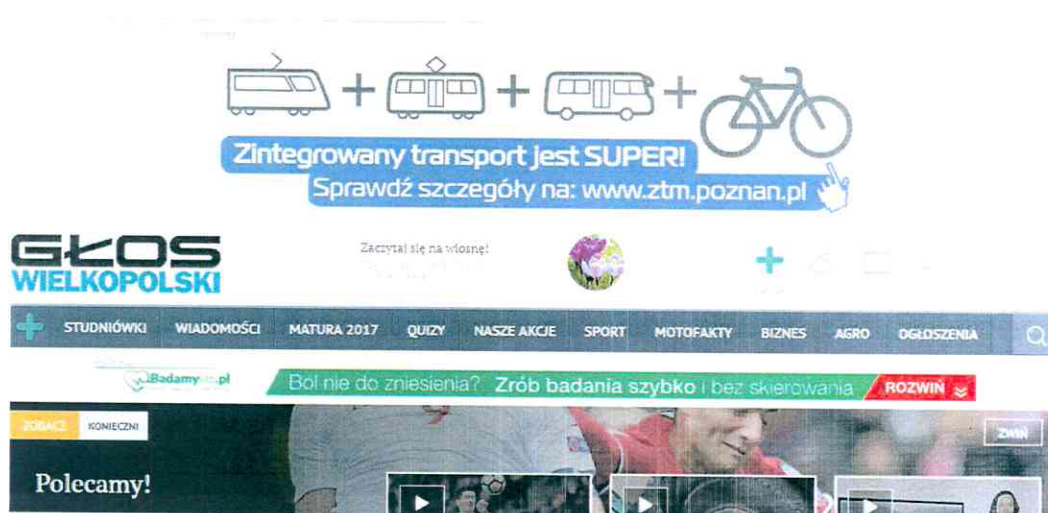 Zintegrowany transport jest SUPER!
Sprawdź szczegóły na: www.ztm.poznan.pl
GŁOS
WIELKOPOLSKI
Zaczytaj się na wiosnę!
STUDNIÓWKI WIADOMOŚCI MATURA 2017 QUIZY NASZE AKCJE SPORT MOTOFAKTY BIZNES AGRO OGŁOSZENIA
Ból nie do zniesienia? Zrób badania szybko i bez skierowania ROZWIŃ
ZOBACZ KONIECZNI ZWIŃ
Polecamy!